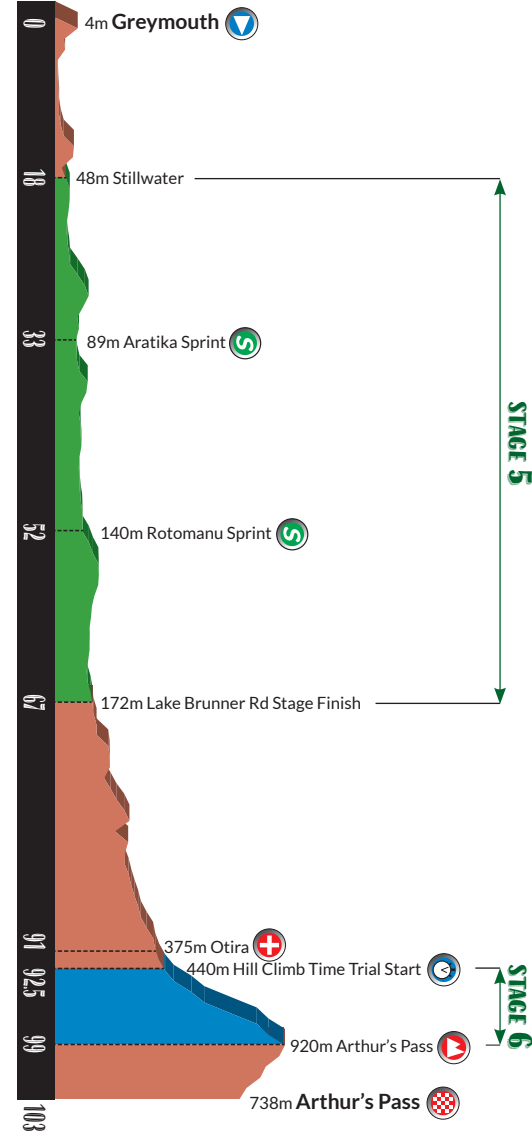 0
4m Greymouth
18
48m Stillwater
33
89m Aratika Sprint S
STAGE 5
52
140m Rotomanu Sprint S
67
172m Lake Brunner Rd Stage Finish
91
375m Otira
92.5
440m Hill Climb Time Trial Start
STAGE 6
99
920m Arthur's Pass
738m Arthur's Pass
103